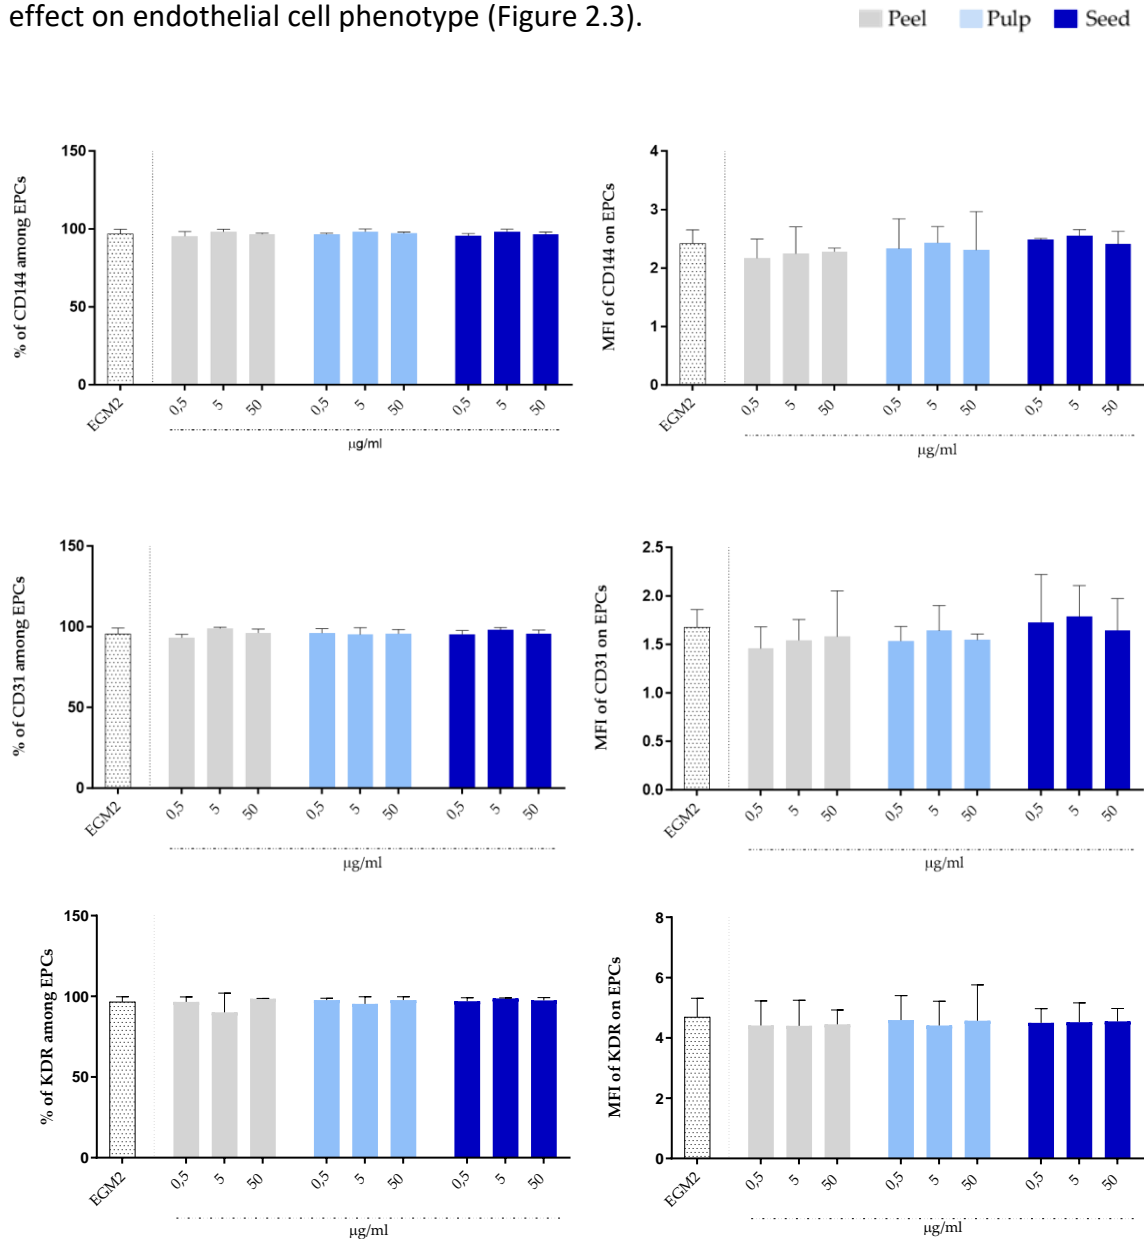 effect on endothelial cell phenotype (Figure 2.3).
Peel Pulp Seed
% of CD144 among EPCs
150
100
50
0
EGM2 0,5 5 50 0,5 5 50 0,5 5 50
µg/ml
MFI of CD144 on EPCs
4
3
2
1
0
EGM2 0,5 5 50 0,5 5 50 0,5 5 50
µg/ml
% of CD31 among EPCs
150
100
50
0
EGM2 0,5 5 50 0,5 5 50 0,5 5 50
µg/ml
MFI of CD31 on EPCs
2.5
2.0
1.5
1.0
0.5
0.0
EGM2 0,5 5 50 0,5 5 50 0,5 5 50
µg/ml
% of KDR among EPCs
150
100
50
0
EGM2 0,5 5 50 0,5 5 50 0,5 5 50
µg/ml
MFI of KDR on EPCs
8
6
4
2
0
EGM2 0,5 5 50 0,5 5 50 0,5 5 50
µg/ml